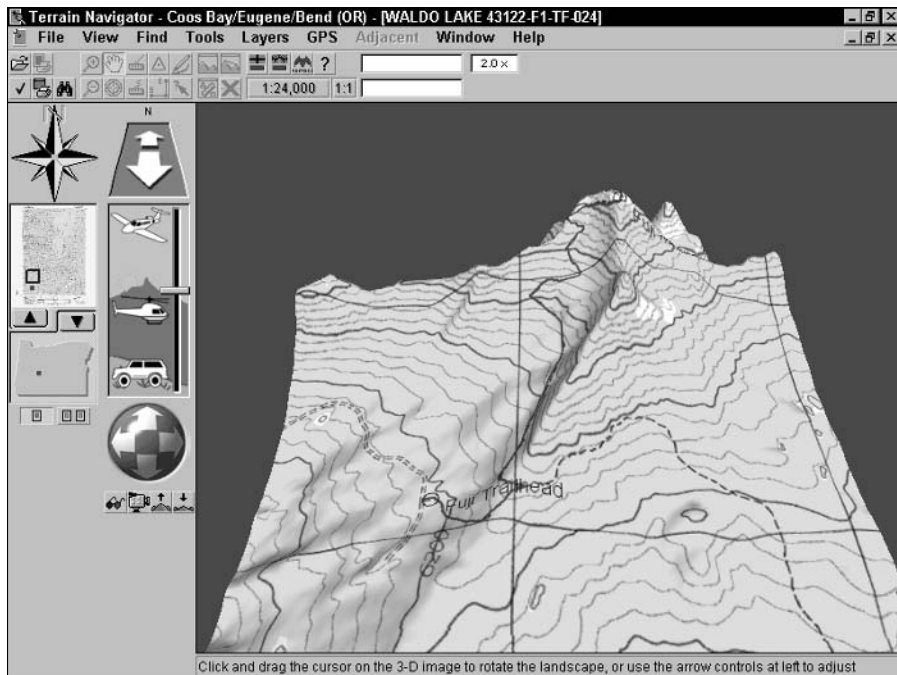 Terrain Navigator - Coos Bay/Eugene/Bend (OR) - [WALDO LAKE 43122-F1-TF-024]
File View Find Tools Layers GPS Adjacent Window Help
?
2.0 x
1:24,000 1:1
N N
Fuji Trailhead
6200
Click and drag the cursor on the 3-D image to rotate the landscape, or use the arrow controls at left to adjust